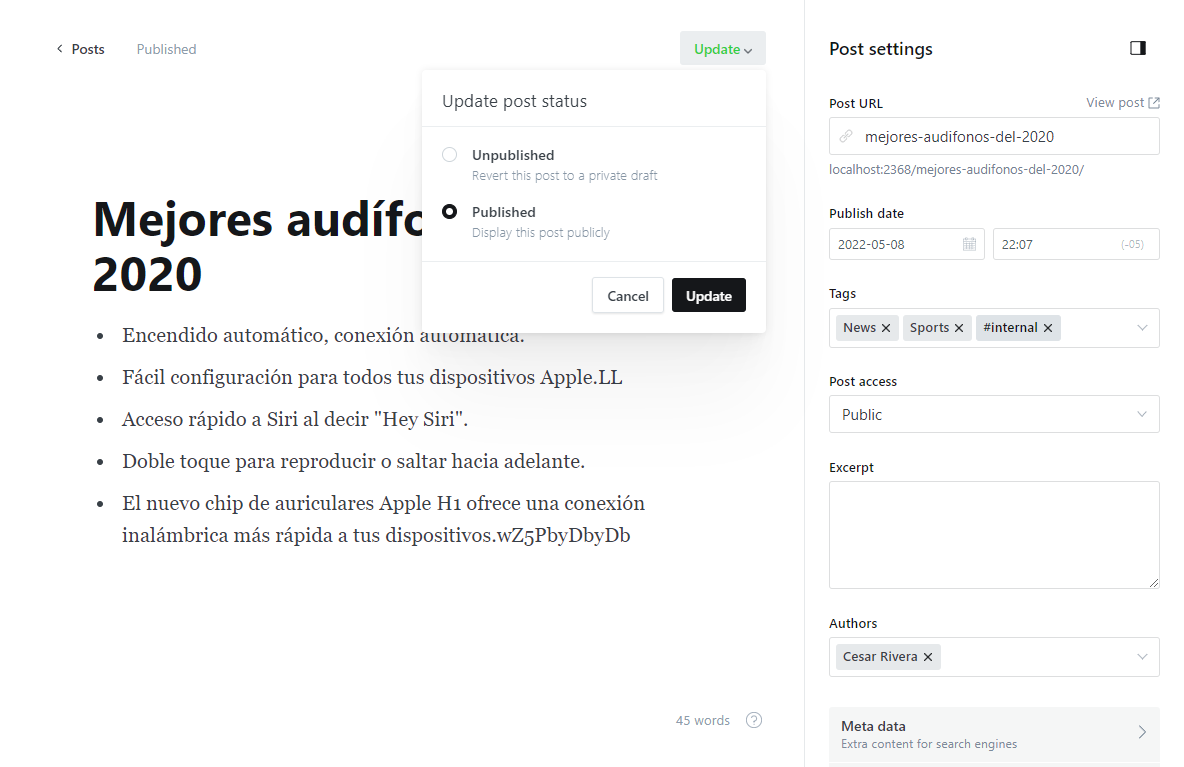 Posts
Published
Update
Update post status
Unpublished
Revert this post to a private draft
Published
Display this post publicly
Cancel
Update
Mejores audífo
2020
Encendido automático, conexión automática.
Fácil configuración para todos tus dispositivos Apple.LL
Acceso rápido a Siri al decir "Hey Siri".
Doble toque para reproducir o saltar hacia adelante.
El nuevo chip de auriculares Apple H1 ofrece una conexión
inalámbrica más rápida a tus dispositivos.wZ5PbyDbyDb
45 words
?
Post settings
Post URL
View post
mejores-audifonos-del-2020
localhost:2368/mejores-audifonos-del-2020/
Publish date
2022-05-08
22:07
(-05)
Tags
News
Sports
#internal
Post access
Public
Excerpt
Authors
Cesar Rivera
Meta data
Extra content for search engines